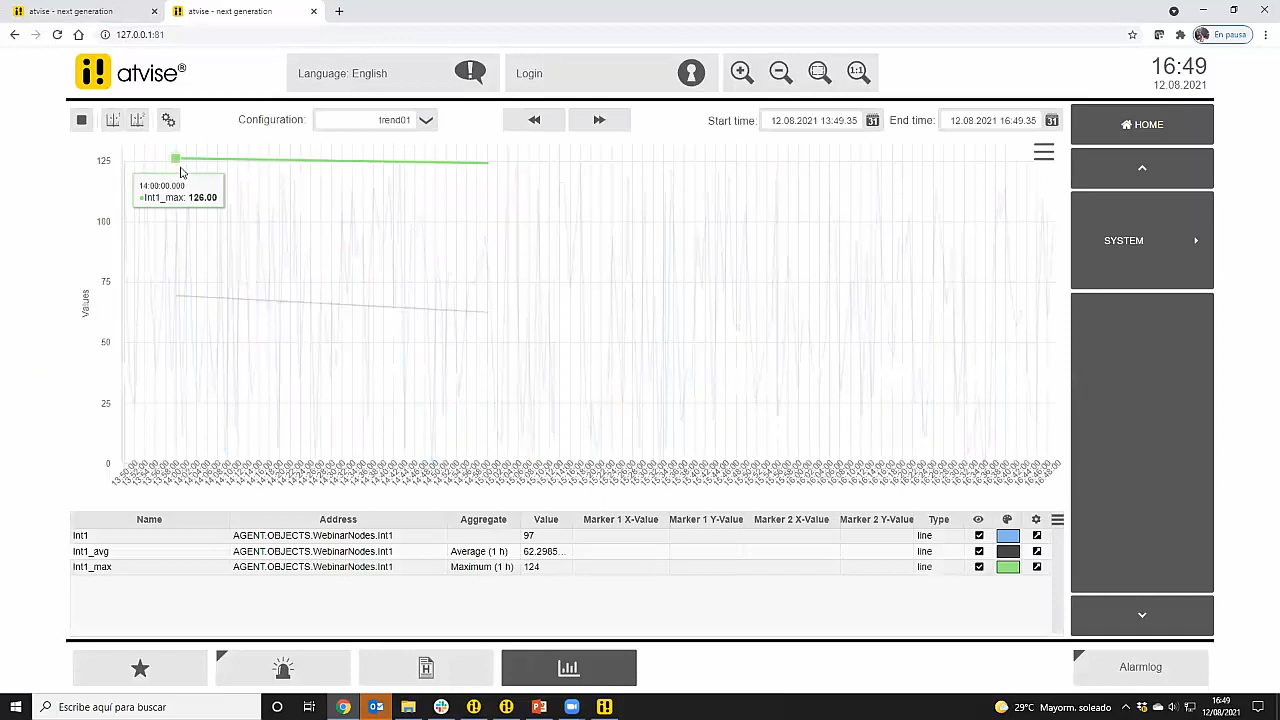 atvise - next generation
atvise - next generation
127.0.0.1:81
En pausa
atvise®
Language: English
Login
1:1
16:49
12.08.2021
Configuration:
trend01
Start time:
12.08.2021 13:49.35
31
End time:
12.08.2021 16:49.35
31
HOME
SYSTEM
Values
125
100
75
50
25
0
14:00:00.000
Int1_max: 126.00
Name Address Aggregate Value Marker 1 X-Value Marker 1 Y-Value Marker 2 X-Value Marker 2 Y-Value Type
Int1 AGENT.OBJECTS.WebinarNodes.Int1 97 line
Int1_avg AGENT.OBJECTS.WebinarNodes.Int1 Average (1 h) 62.2985... line
Int1_max AGENT.OBJECTS.WebinarNodes.Int1 Maximum (1 h) 124 line
H
Alarmlog
Escribe aquí para buscar
29°C Mayorm. soleado
16:49
12/08/2021